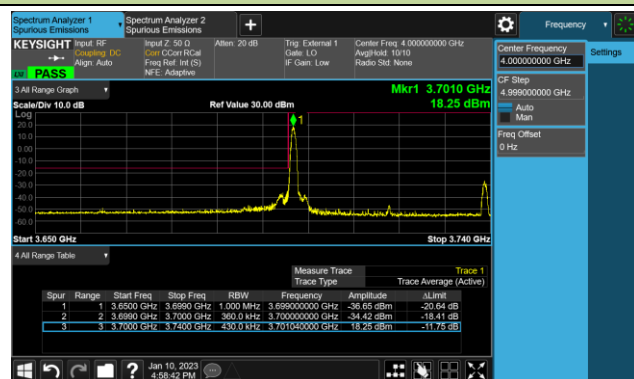 Spectrum Analyzer 1
Spurious Emissions
Spectrum Analyzer 2
Spurious Emissions
+
Frequency
KEYSIGHT
Input: RF
Coupling: DC
Align: Auto
Input Z: 50 Ω
Corr CCorr RCal
Freq Ref: Int (S)
NFE: Adaptive
Atten: 20 dB
Trig: External 1
Gate: LO
IF Gain: Low
Center Freq: 4.000000000 GHz
Avg|Hold: 10/10
Radio Std: None
PASS
Center Frequency
4.000000000 GHz
Settings
CF Step
4.999000000 GHz
Auto
Man
Freq Offset
0 Hz
3 All Range Graph
Mkr1 3.7010 GHz
18.25 dBm
Scale/Div 10.0 dB
Ref Value 30.00 dBm
Log
20.0
10.0
0.00
-10.0
-20.0
-30.0
-40.0
-50.0
-60.0
1
Start 3.650 GHz
Stop 3.740 GHz
4 All Range Table
Measure Trace Trace 1
Trace Type Trace Average (Active)
Spur Range Start Freq Stop Freq RBW Frequency Amplitude ΔLimit
1 1 3.6500 GHz 3.6990 GHz 1.000 MHz 3.699000000 GHz -36.65 dBm -20.64 dB
2 2 3.6990 GHz 3.7000 GHz 360.0 kHz 3.700000000 GHz -34.42 dBm -18.41 dB
3 3 3.7000 GHz 3.7400 GHz 430.0 kHz 3.701040000 GHz 18.25 dBm -11.75 dB
?
Jan 10, 2023
4:58:42 PM